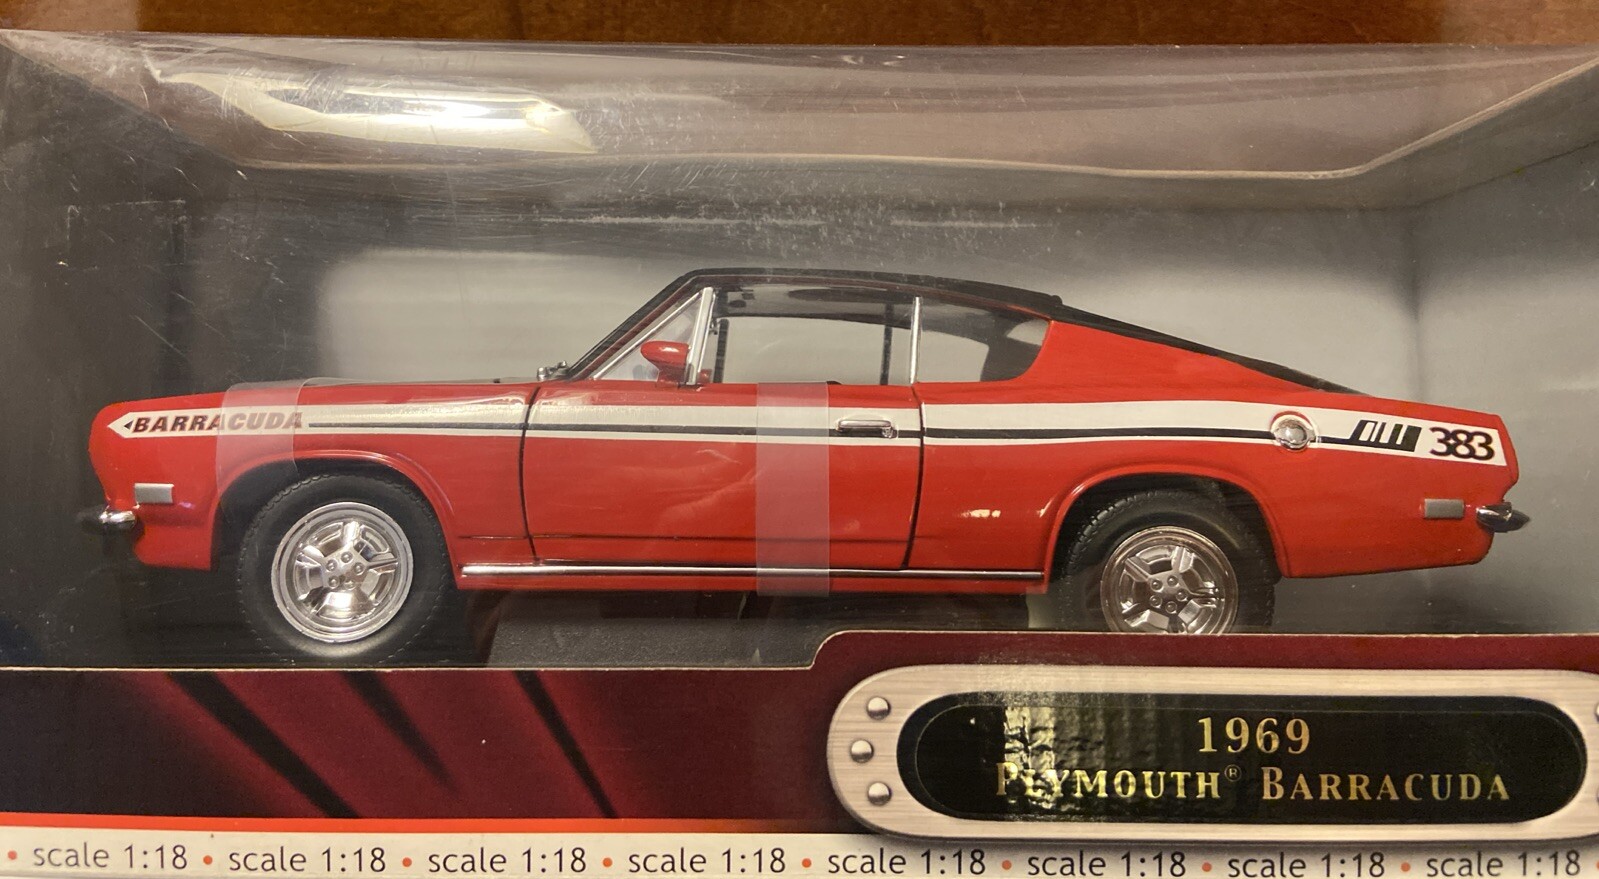 BARRACUDA
383
1969
PLYMOUTH® BARRACUDA
• scale 1:18 • scale 1:18 • scale 1:18 • scale 1:18 • scale 1:18 • scale 1:18 • scale 1:18 • scale 1:18 •